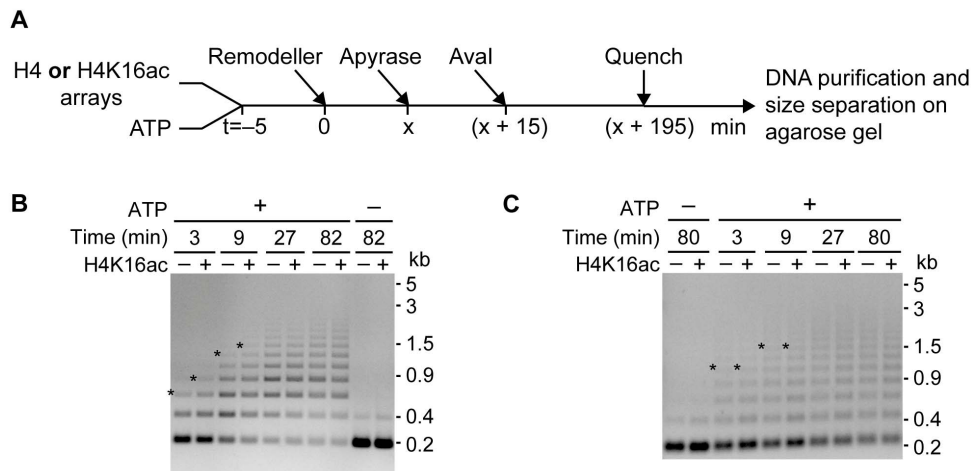 A
Remodeller Apyrase AvaI Quench
H4 or H4K16ac arrays
ATP
t=–5 0 x (x + 15) (x + 195) min
DNA purification and
size separation on
agarose gel
B
ATP + –
Time (min) 3 9 27 82 82
H4K16ac – + – + – + – + – + kb
5
3
1.5
0.9
0.4
0.2
* * * *
C
ATP – +
Time (min) 80 3 9 27 80
H4K16ac – + – + – + – + – + kb
5
3
1.5
0.9
0.4
0.2
* * * *